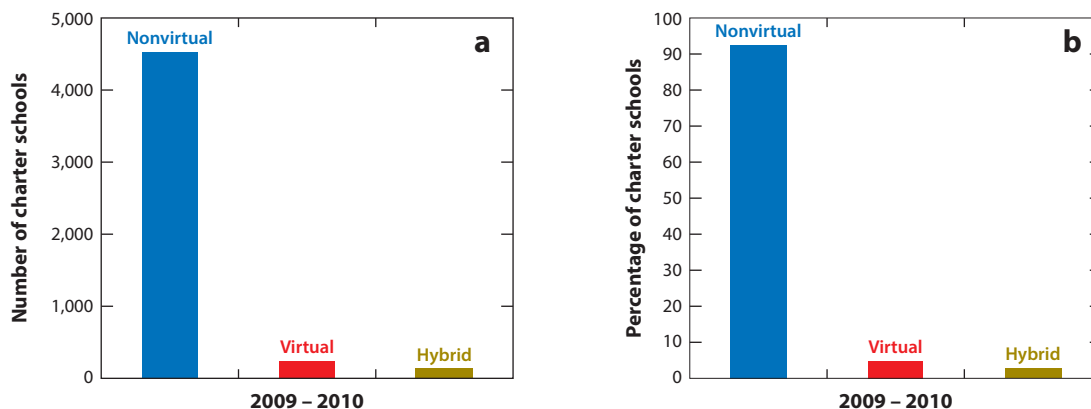 a
Number of charter schools
5,000
4,000
3,000
2,000
1,000
0
Nonvirtual
Virtual
Hybrid
2009 – 2010
b
Percentage of charter schools
100
90
80
70
60
50
40
30
20
10
0
Nonvirtual
Virtual
Hybrid
2009 – 2010